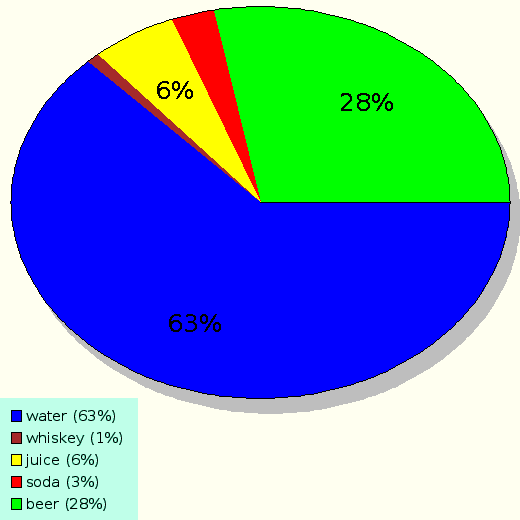 6%
28%
63%
water (63%)
whiskey (1%)
juice (6%)
soda (3%)
beer (28%)